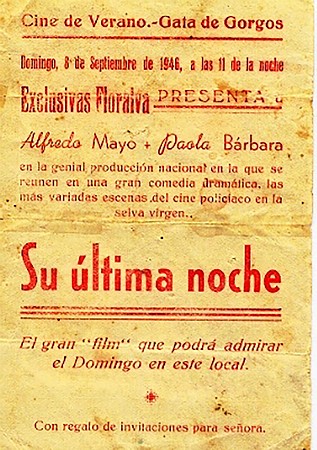 Cine de Verano.-Gata de Gorgos
Domingo, 8 de Septiembre de 1946, a las 11 de la noche
Exclusivas Floralva PRESENTA a
Alfredo Mayo + Paola Bárbara
en la genial producción nacional en la que se
reunen en una gran comedia dramática, las
más variadas escenas del cine policiaco en la
selva virgen..
Su última noche
El gran "film" que podrá admirar
el Domingo en este local.
Con regalo de invitaciones para señora.